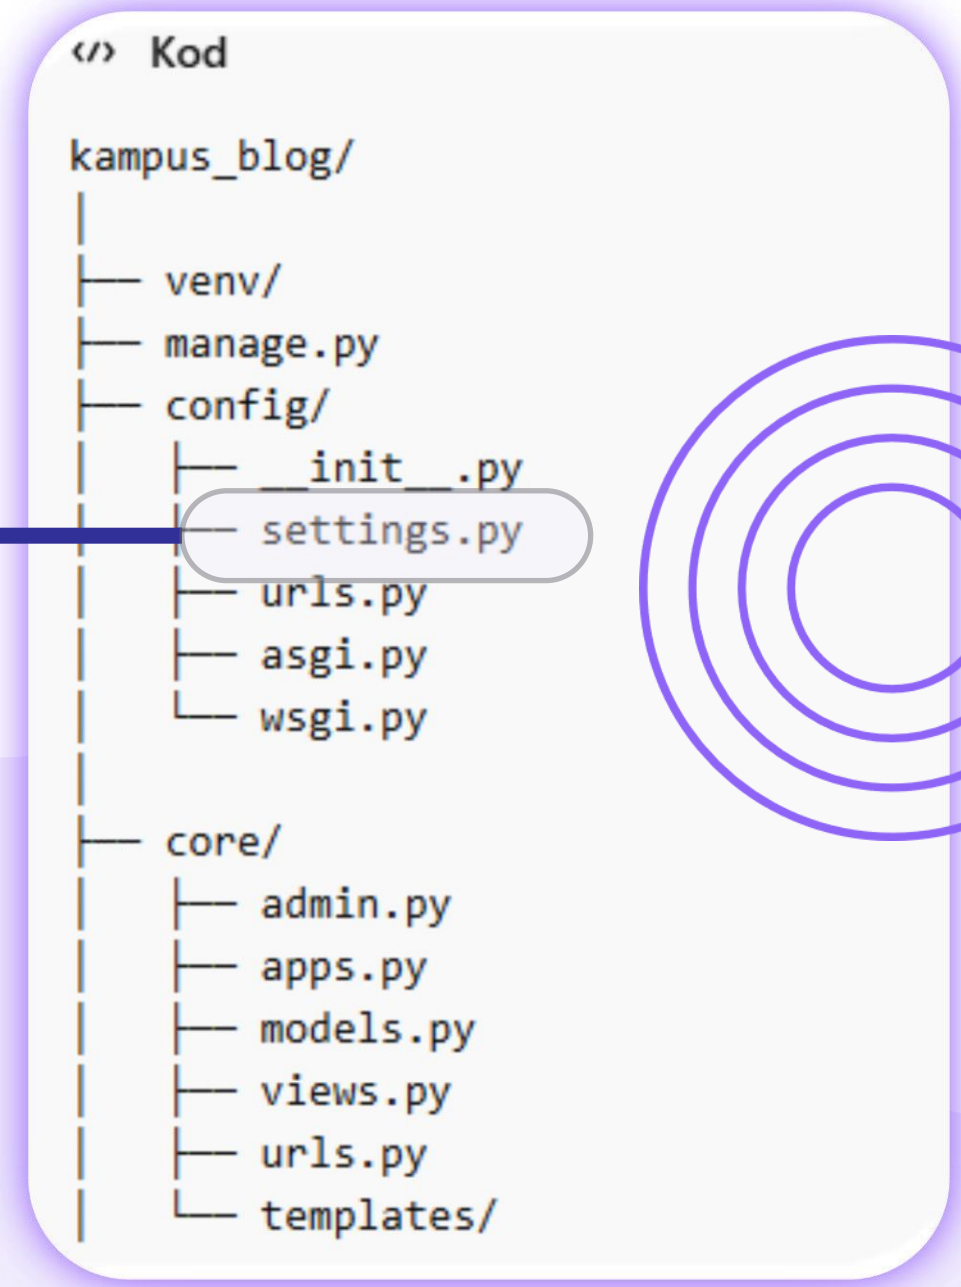 </> Kod
kampus_blog/
│
├── venv/
├── manage.py
├── config/
│   ├── __init__.py
│   ├── settings.py
│   ├── urls.py
│   ├── asgi.py
│   └── wsgi.py
│
├── core/
│   ├── admin.py
│   ├── apps.py
│   ├── models.py
│   ├── views.py
│   ├── urls.py
│   └── templates/